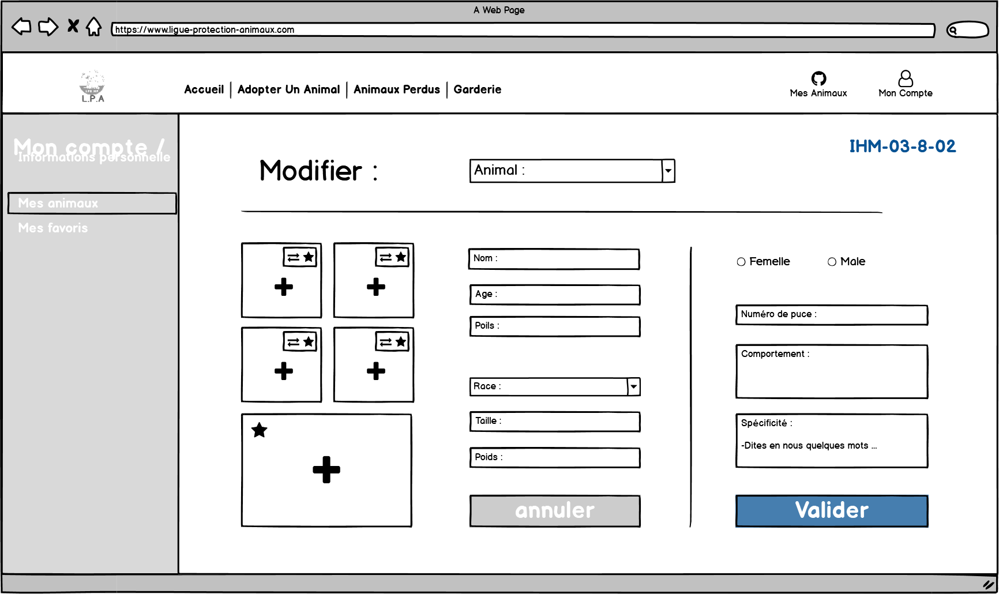 A Web Page
https://www.ligue-protection-animaux.com
L.P.A
Accueil | Adopter Un Animal | Animaux Perdus | Garderie
Mes Animaux
Mon Compte
Mon compte /
Informations personnelle
Mes animaux
Mes favoris
IHM-03-8-02
Modifier :
Animal :
Nom :
Age :
Poils :
Race :
Taille :
Poids :
annuler
Femelle
Male
Numéro de puce :
Comportement :
Spécificité :
-Dites en nous quelques mots ...
Valider